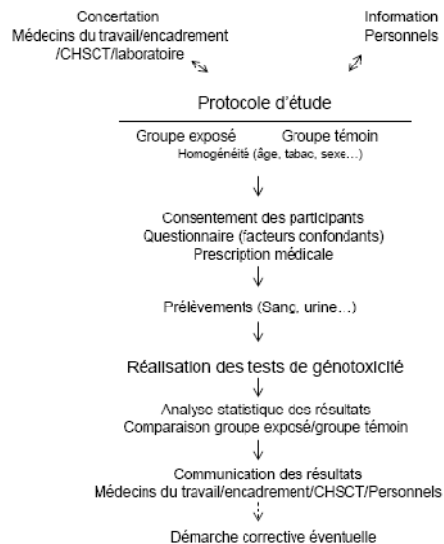 Concertation
Médecins du travail/encadrement
/CHSCT/laboratoire
Information
Personnels
Protocole d'étude
Groupe exposé Groupe témoin
Homogénéité (âge, tabac, sexe...)
Consentement des participants
Questionnaire (facteurs confondants)
Prescription médicale
Prélèvements (Sang, urine...)
Réalisation des tests de génotoxicité
Analyse statistique des résultats
Comparaison groupe exposé/groupe témoin
Communication des résultats
Médecins du travail/encadrement/CHSCT/Personnels
Démarche corrective éventuelle